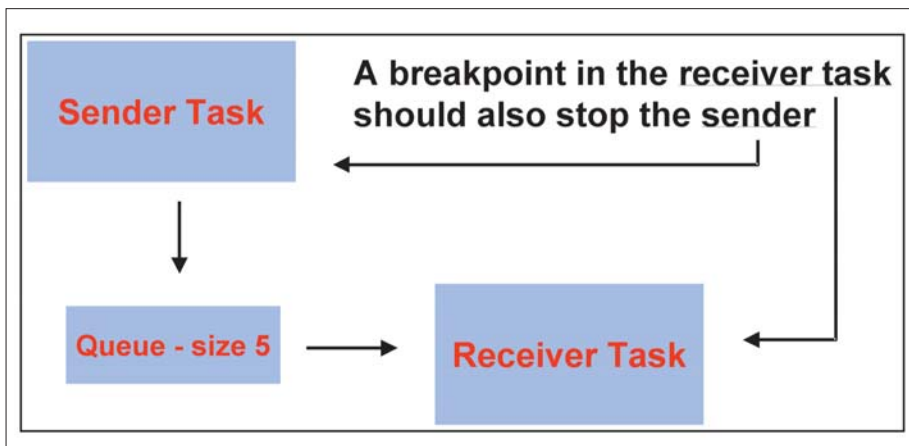 Sender Task
A breakpoint in the receiver task
should also stop the sender
Queue - size 5
Receiver Task